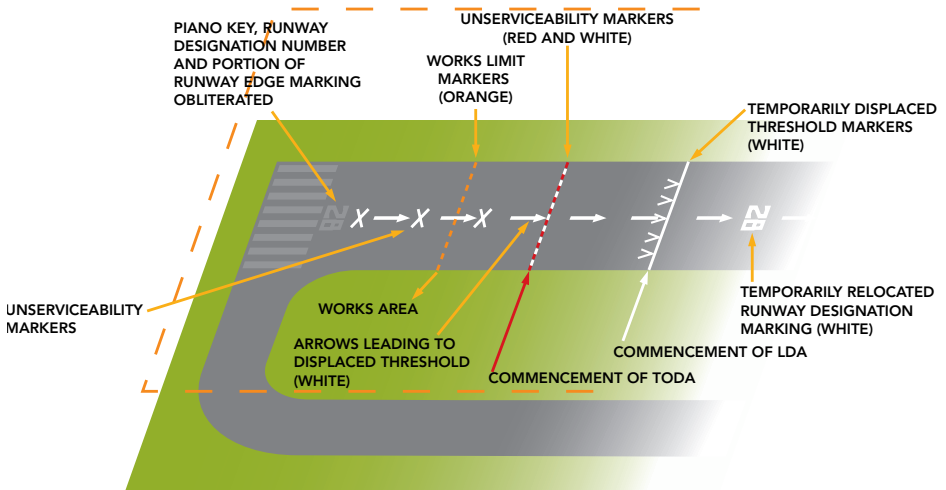 PIANO KEY, RUNWAY
DESIGNATION NUMBER
AND PORTION OF
RUNWAY EDGE MARKING
OBLITERATED
UNSERVICEABILITY MARKERS
(RED AND WHITE)
WORKS LIMIT
MARKERS
(ORANGE)
TEMPORARILY DISPLACED
THRESHOLD MARKERS
(WHITE)
28
X X X
28
UNSERVICEABILITY
MARKERS
WORKS AREA
ARROWS LEADING TO
DISPLACED THRESHOLD
(WHITE)
COMMENCEMENT OF TODA
COMMENCEMENT OF LDA
TEMPORARILY RELOCATED
RUNWAY DESIGNATION
MARKING (WHITE)